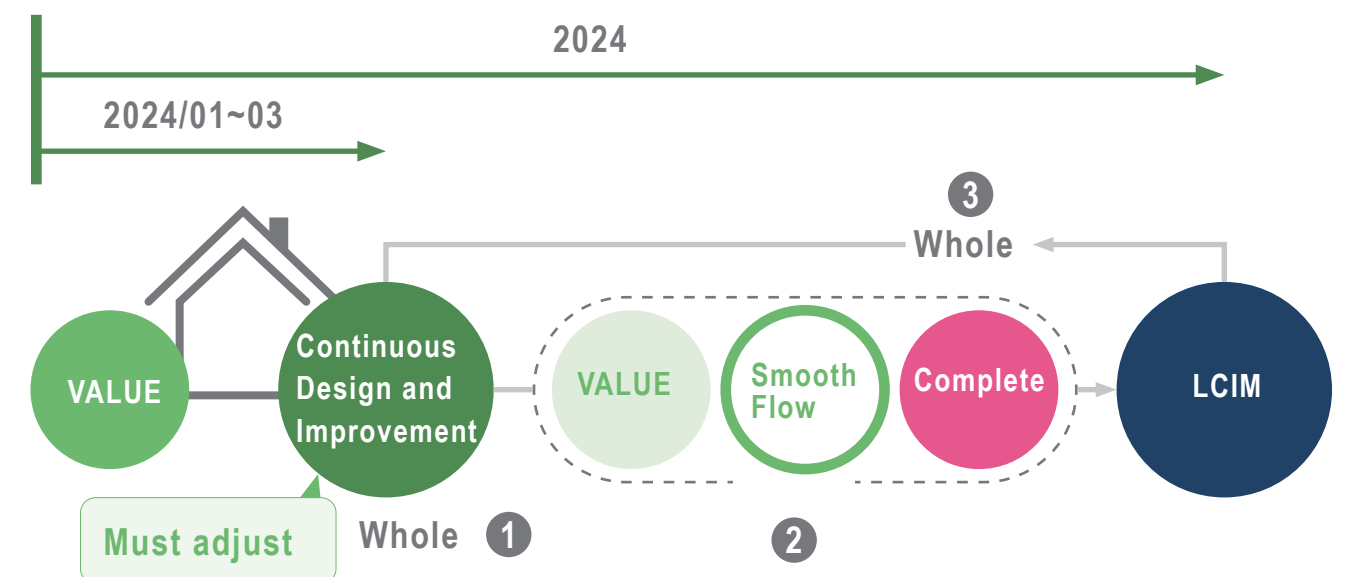 2024
2024/01~03
3
Whole
VALUE
Continuous
Design and
Improvement
VALUE
Smooth
Flow
Complete
LCIM
Must adjust
Whole 1
2